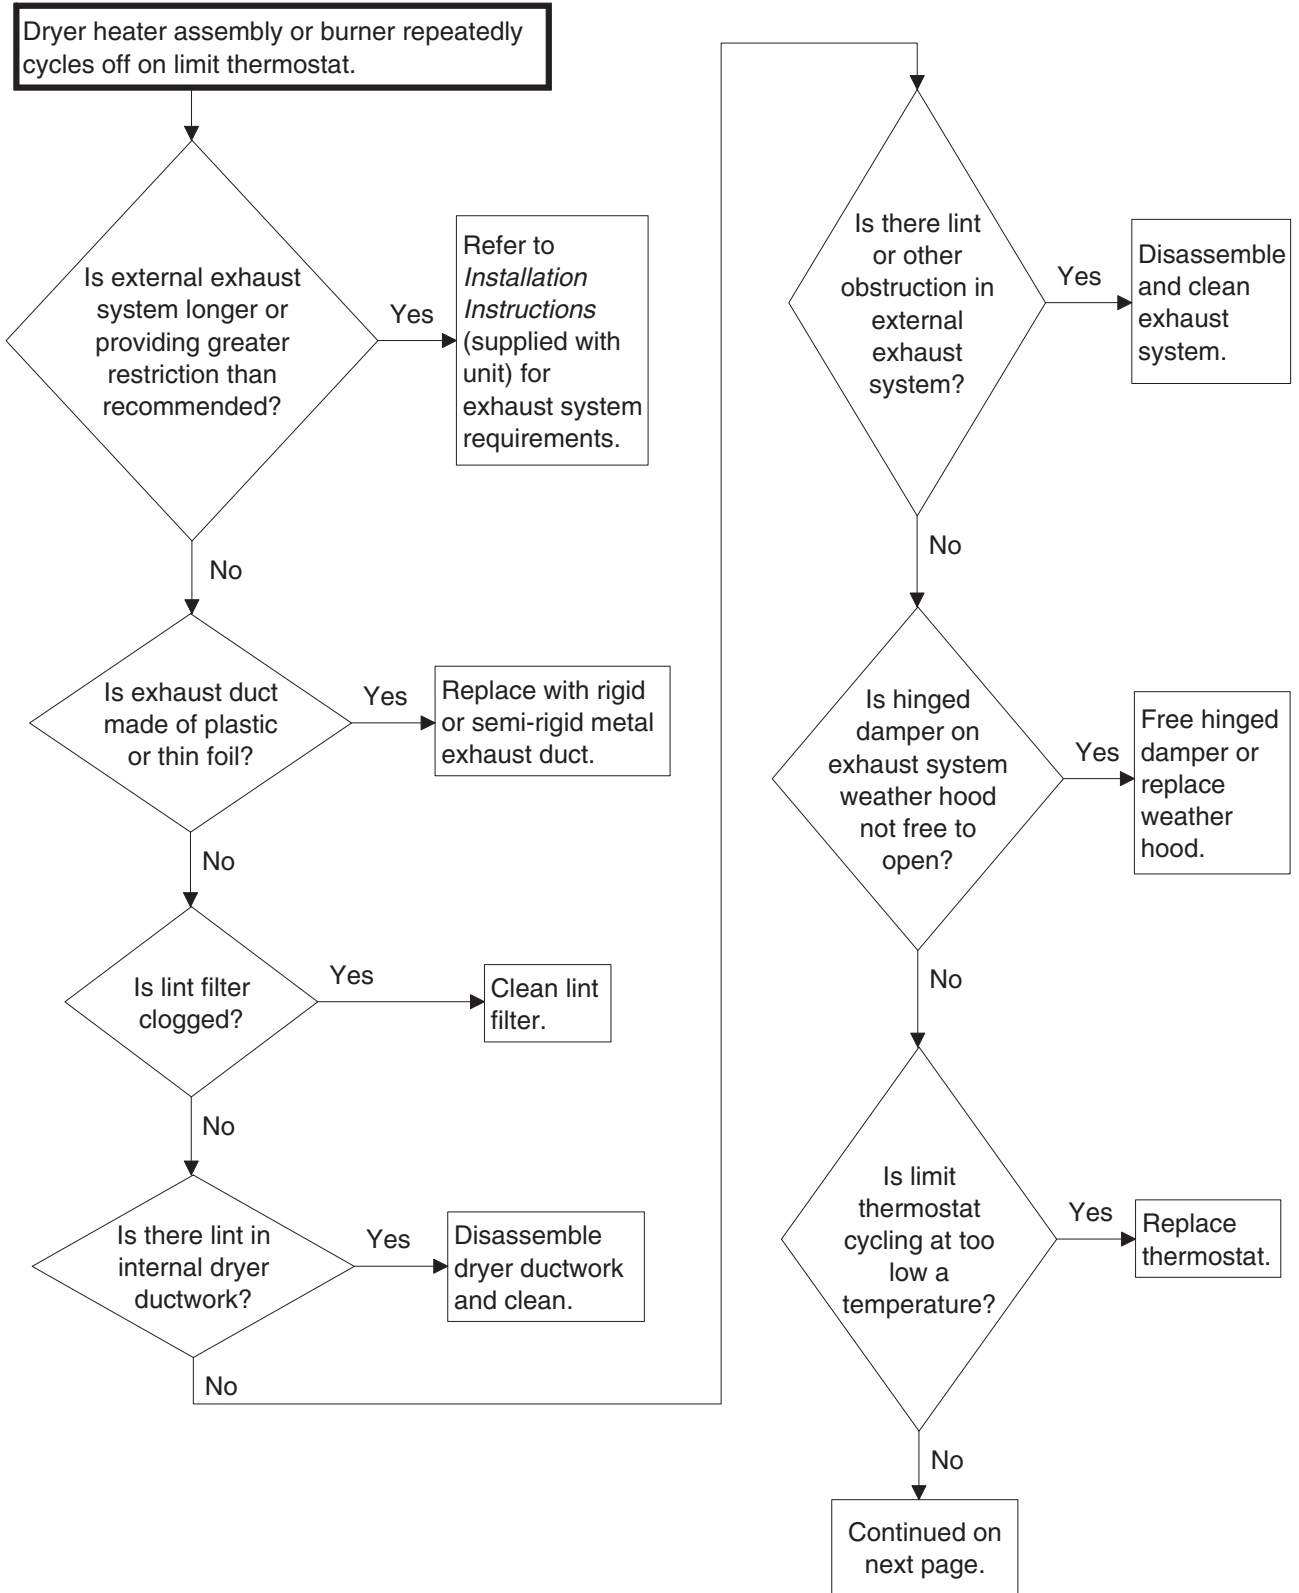 Dryer heater assembly or burner repeatedly
cycles off on limit thermostat.
Is external exhaust
system longer or
providing greater
restriction than
recommended?
Yes
Refer to
Installation
Instructions
(supplied with
unit) for
exhaust system
requirements.
No
Is exhaust duct
made of plastic
or thin foil?
Yes
Replace with rigid
or semi-rigid metal
exhaust duct.
No
Is lint filter
clogged?
Yes
Clean lint
filter.
No
Is there lint in
internal dryer
ductwork?
Yes
Disassemble
dryer ductwork
and clean.
No
Is there lint
or other
obstruction in
external
exhaust
system?
Yes
Disassemble
and clean
exhaust
system.
No
Is hinged
damper on
exhaust system
weather hood
not free to
open?
Yes
Free hinged
damper or
replace
weather
hood.
No
Is limit
thermostat
cycling at too
low a
temperature?
Yes
Replace
thermostat.
No
Continued on
next page.